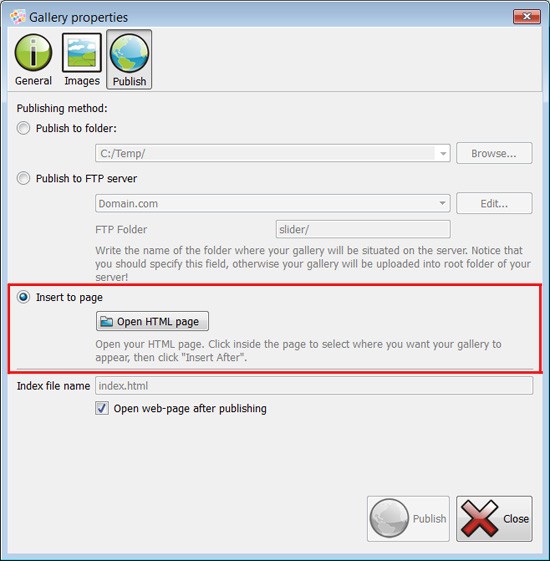 Gallery properties
General Images Publish
Publishing method:
Publish to folder:
C:/Temp/ Browse...
Publish to FTP server
Domain.com Edit...
FTP Folder slider/
Write the name of the folder where your gallery will be situated on the server. Notice that
you should specify this field, otherwise your gallery will be uploaded into root folder of your
server!
Insert to page
Open HTML page
Open your HTML page. Click inside the page to select where you want your gallery to
appear, then click "Insert After".
Index file name index.html
Open web-page after publishing
Publish Close